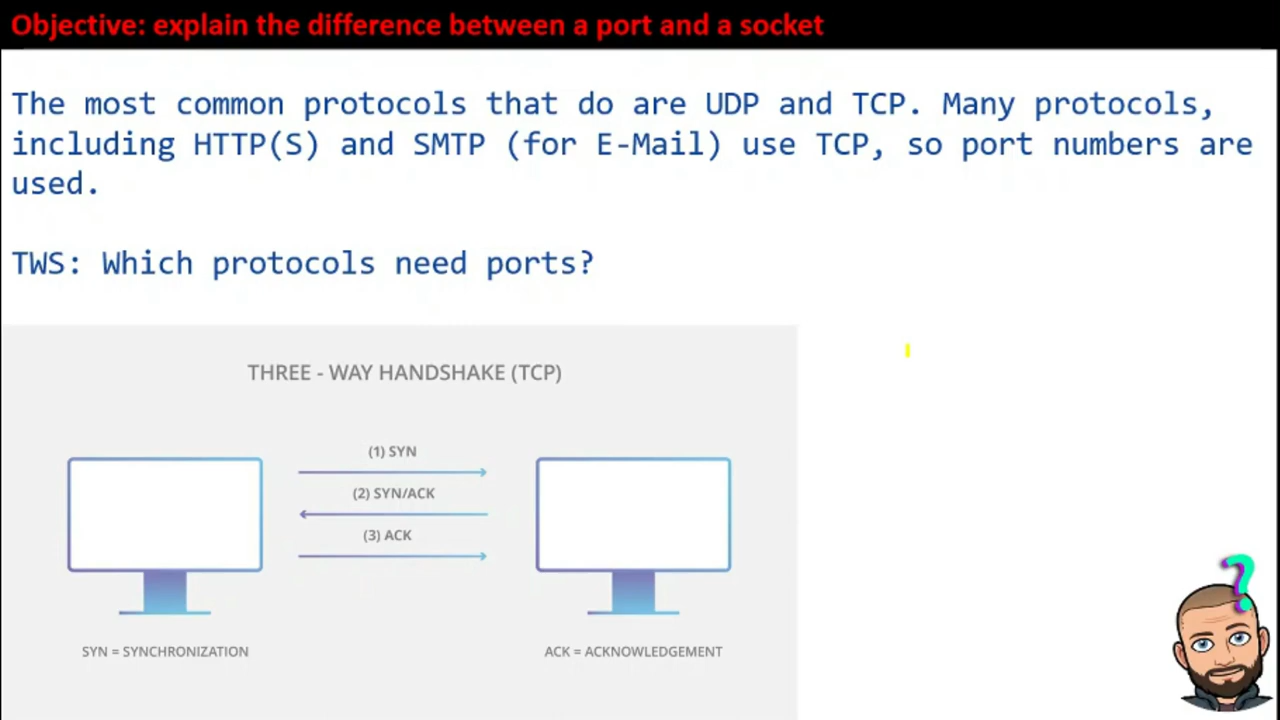 Objective: explain the difference between a port and a socket
The most common protocols that do are UDP and TCP. Many protocols,
including HTTP(S) and SMTP (for E-Mail) use TCP, so port numbers are
used.
TWS: Which protocols need ports?
THREE - WAY HANDSHAKE (TCP)
(1) SYN
(2) SYN/ACK
(3) ACK
SYN = SYNCHRONIZATION
ACK = ACKNOWLEDGEMENT
?